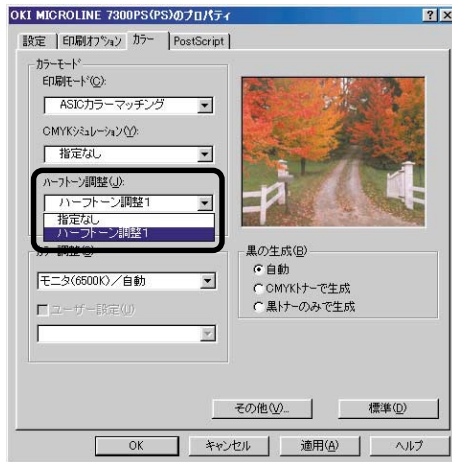 OKI MICROLINE 7300PS(PS)のプロパティ
設定 印刷オプション カラー PostScript
カラーモード
印刷モード(C):
ASICカラーマッチング
CMYKシミュレーション(Y):
指定なし
ハーフトーン調整(J):
ハーフトーン調整1
指定なし
ハーフトーン調整1
モニタ(6500K)/自動
ユーザー設定(U)
黒の生成(B)
自動
CMYKトナーで生成
黒トナーのみで生成
その他(V)...
標準(D)
OK キャンセル 適用(A) ヘルプ